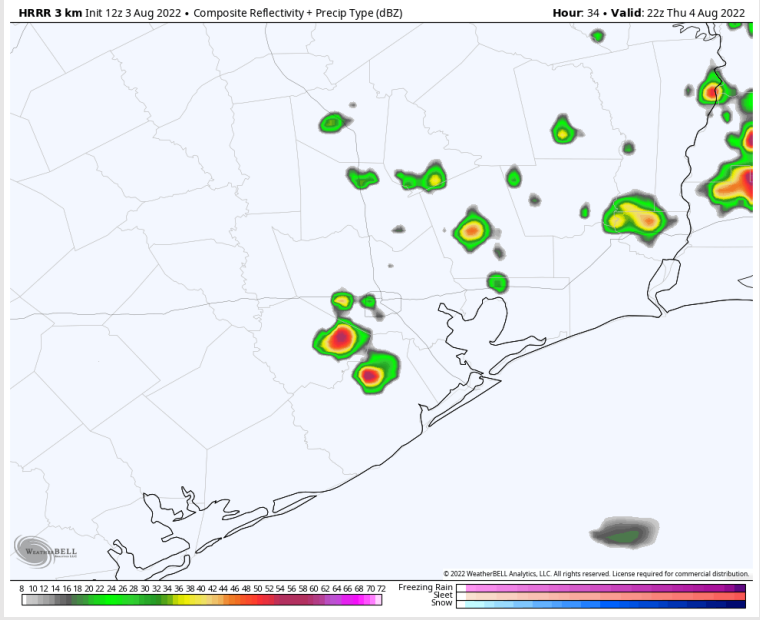 HRRR 3 km Init 12z 3 Aug 2022 • Composite Reflectivity + Precip Type (dBZ)
Hour: 34 • Valid: 22z Thu 4 Aug 2022
WEATHERBELL
© 2022 WeatherBELL Analytics, LLC. All rights reserved. License required for commercial distribution.
8 10 12 14 16 18 20 22 24 26 28 30 32 34 36 38 40 42 44 46 48 50 52 54 56 58 60 62 64 66 68 70 72
Freezing Rain
Sleet
Snow